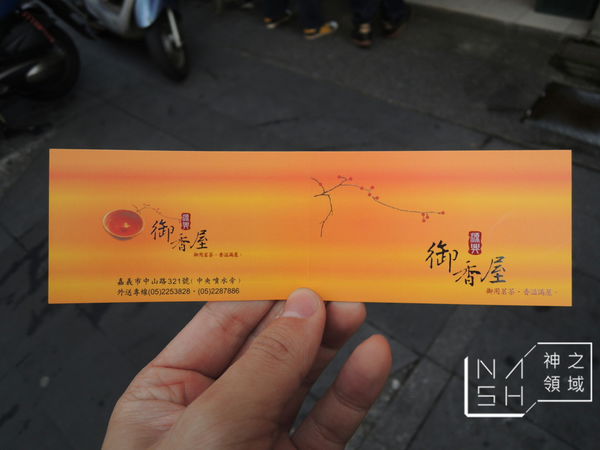 御香屋
御用茗茶,香溢滿屋。
嘉義市中山路321號(中央噴水旁)
外送專線(05)2253828.(05)2287886
御香屋
御用茗茶,香溢滿屋。
NASH
神之
領域